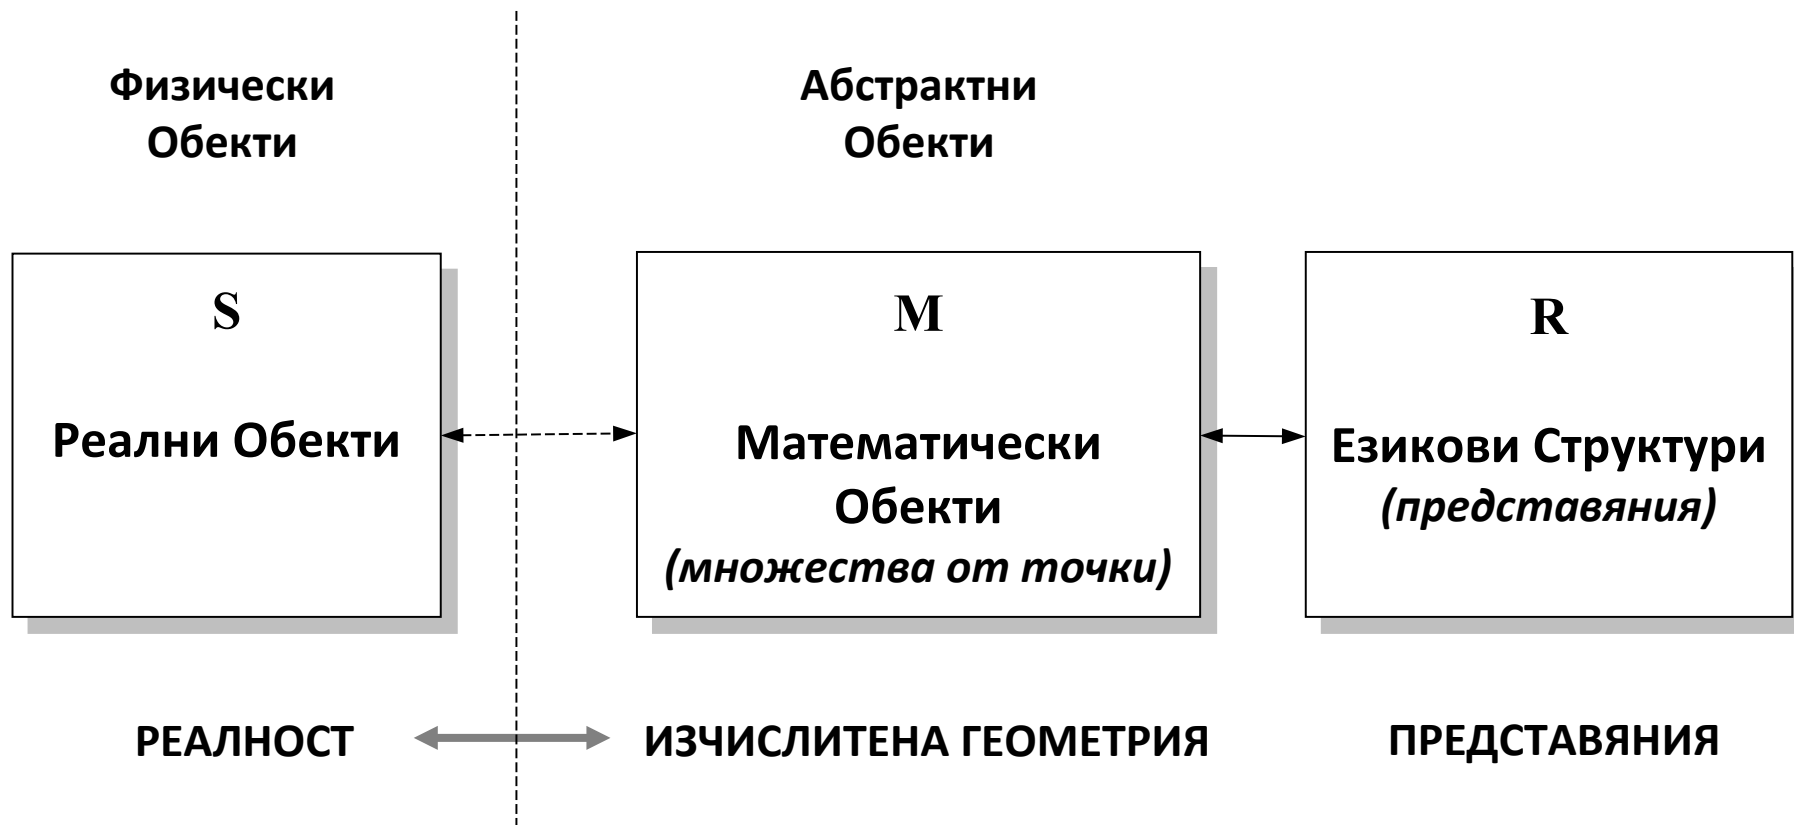 Физически
Обекти
Абстрактни
Обекти
S
Реални Обекти
M
Математически
Обекти
(множества от точки)
R
Езикови Структури
(представяния)
РЕАЛНОСТ
ИЗЧИСЛИТЕНА ГЕОМЕТРИЯ
ПРЕДСТАВЯНИЯ